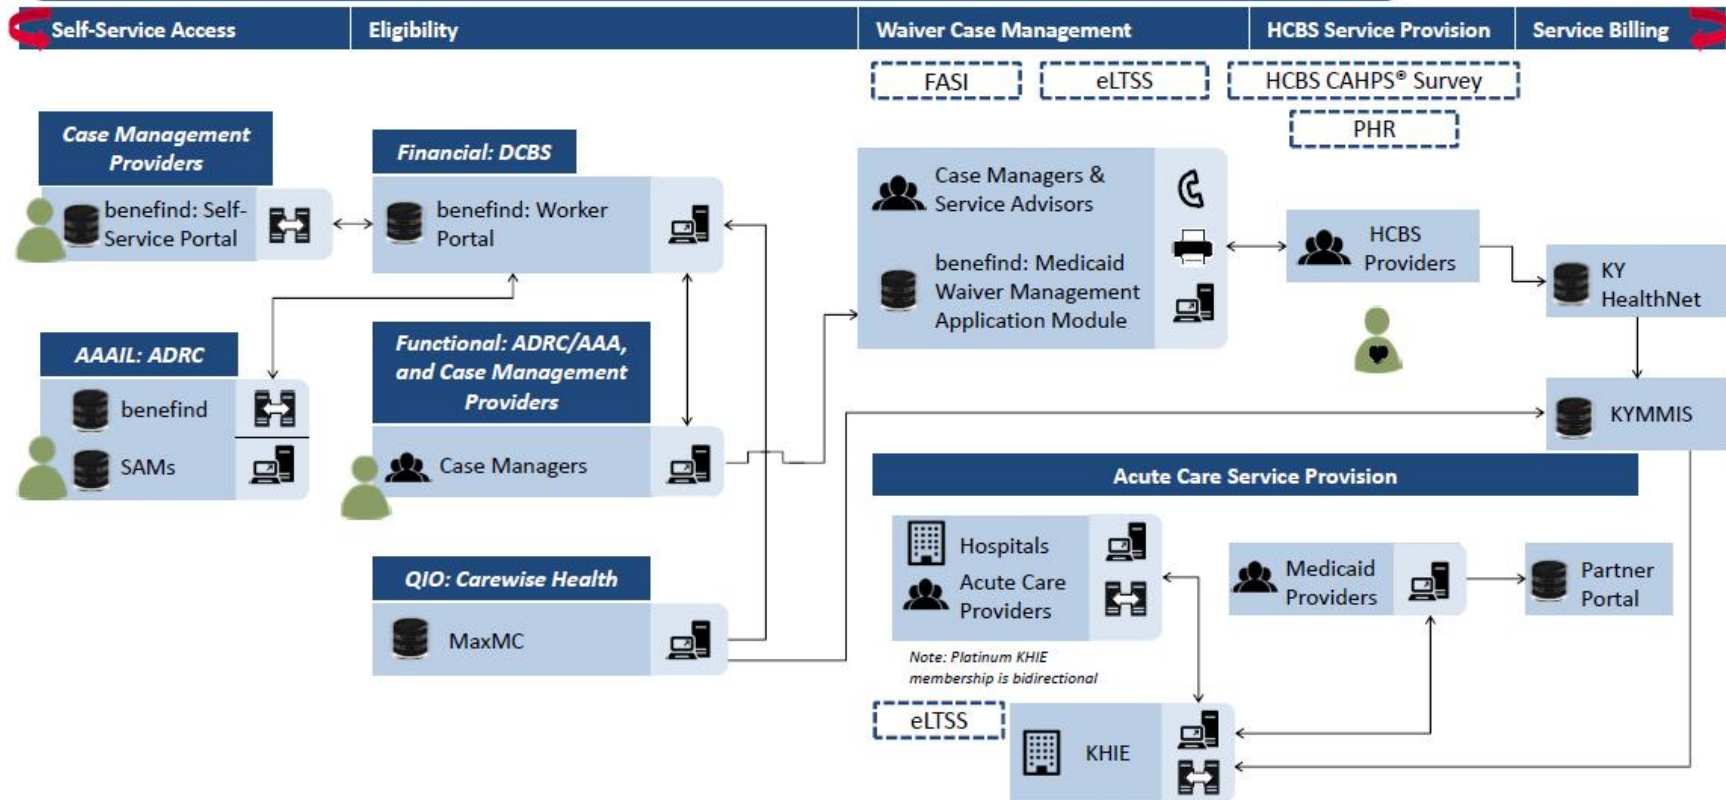 Self-Service Access
Eligibility
Waiver Case Management
HCBS Service Provision
Service Billing
FASI
eLTSS
HCBS CAHPS® Survey
PHR
Case Management
Providers
benefind: Self-
Service Portal
Financial: DCBS
benefind: Worker
Portal
Case Managers &
Service Advisors
benefind: Medicaid
Waiver Management
Application Module
HCBS
Providers
KY
HealthNet
KYMMIS
AAAIL: ADRC
benefind
SAMs
Functional: ADRC/AAA,
and Case Management
Providers
Case Managers
QIO: Carewise Health
MaxMC
Acute Care Service Provision
Hospitals
Acute Care
Providers
Note: Platinum KHIE
membership is bidirectional
Medicaid
Providers
Partner
Portal
eLTSS
KHIE